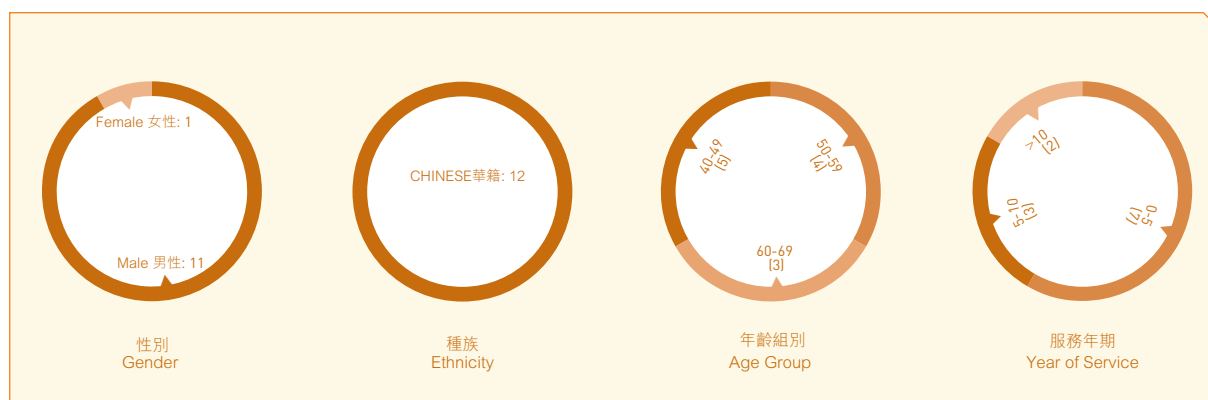 Female 女性: 1
Male 男性: 11
性別
Gender
CHINESE華籍: 12
種族
Ethnicity
40-49
(5)
50-59
(4)
60-69
(3)
年齡組別
Age Group
>10
(2)
5-10
(3)
0-5
(7)
服務年期
Year of Service